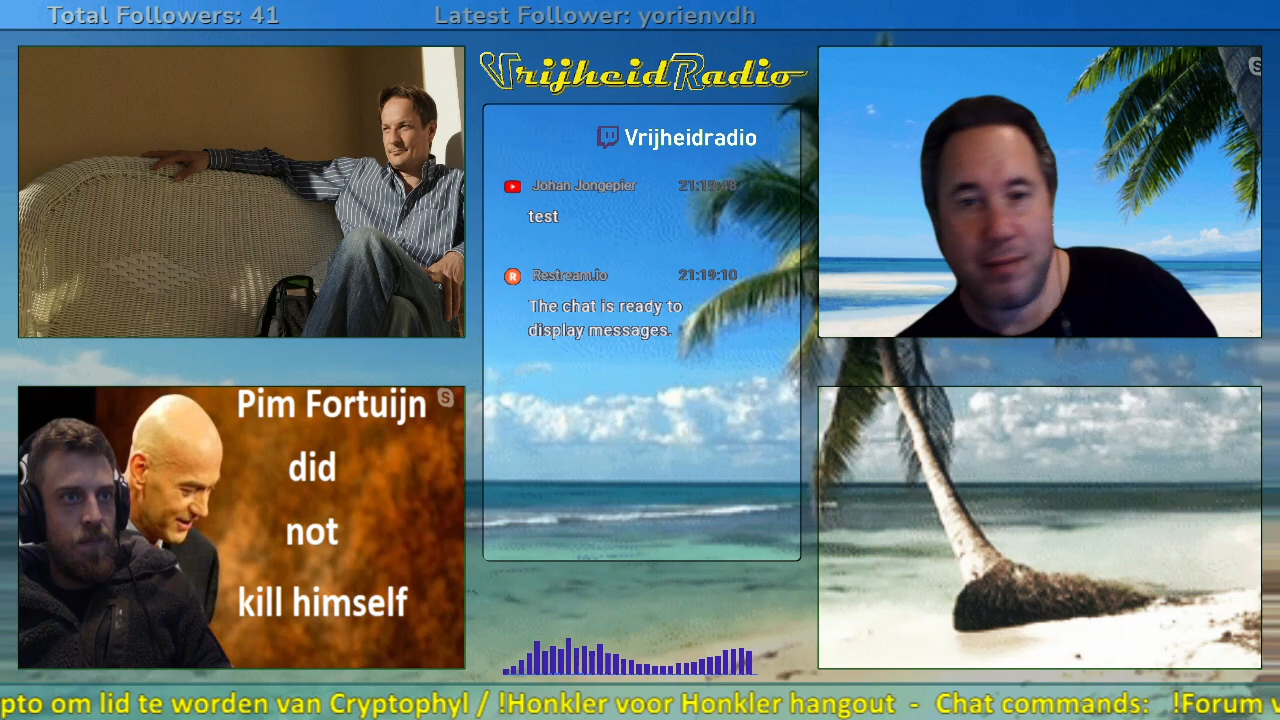 Total Followers: 41
Latest Follower: yorienvdh
VrijheidRadio
Vrijheidradio
Johan Jongepier
test
Restream.io 21:19:10
The chat is ready to
display messages.
Pim Fortuijn
did
not
kill himself
pto om lid te worden van Cryptophyl / !Honkler voor Honkler hangout - Chat commands: !Forum